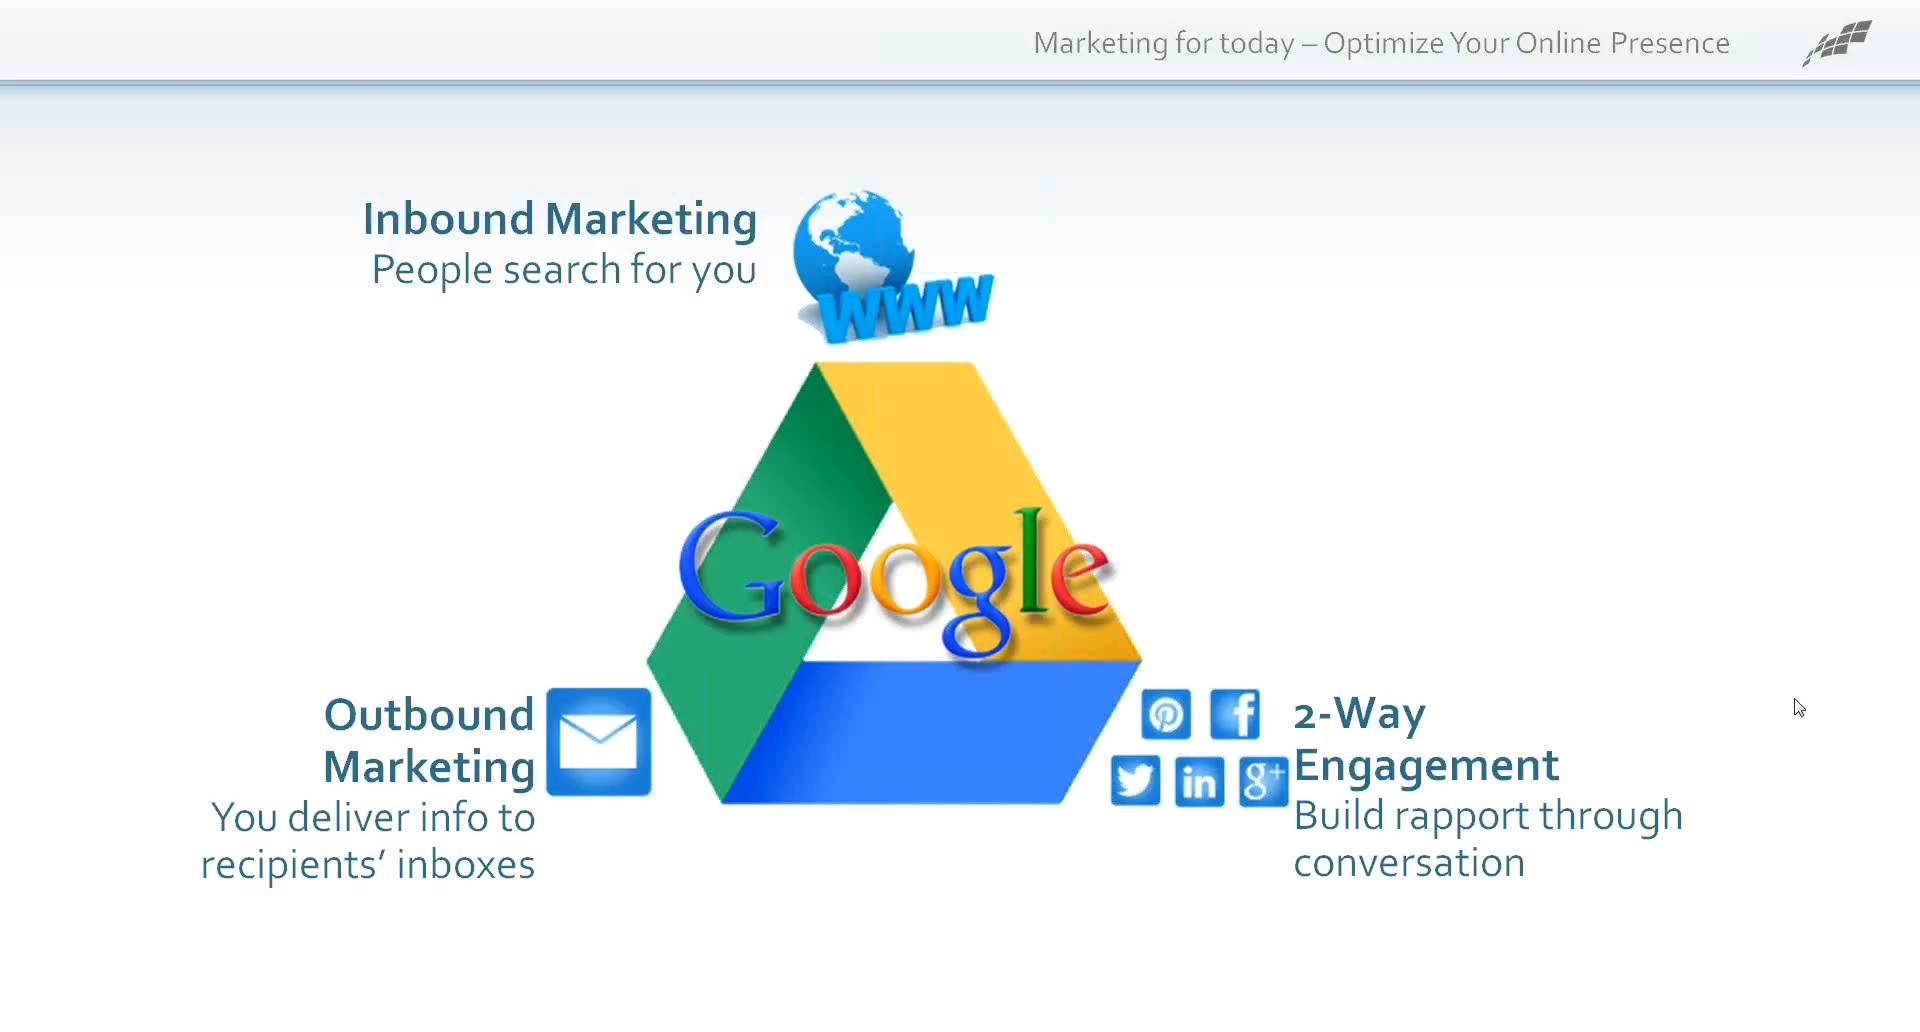 Marketing for today – Optimize Your Online Presence
Inbound Marketing
People search for you
www
Google
Outbound
Marketing
You deliver info to
recipients’ inboxes
f
in
g+
2-Way
Engagement
Build rapport through
conversation